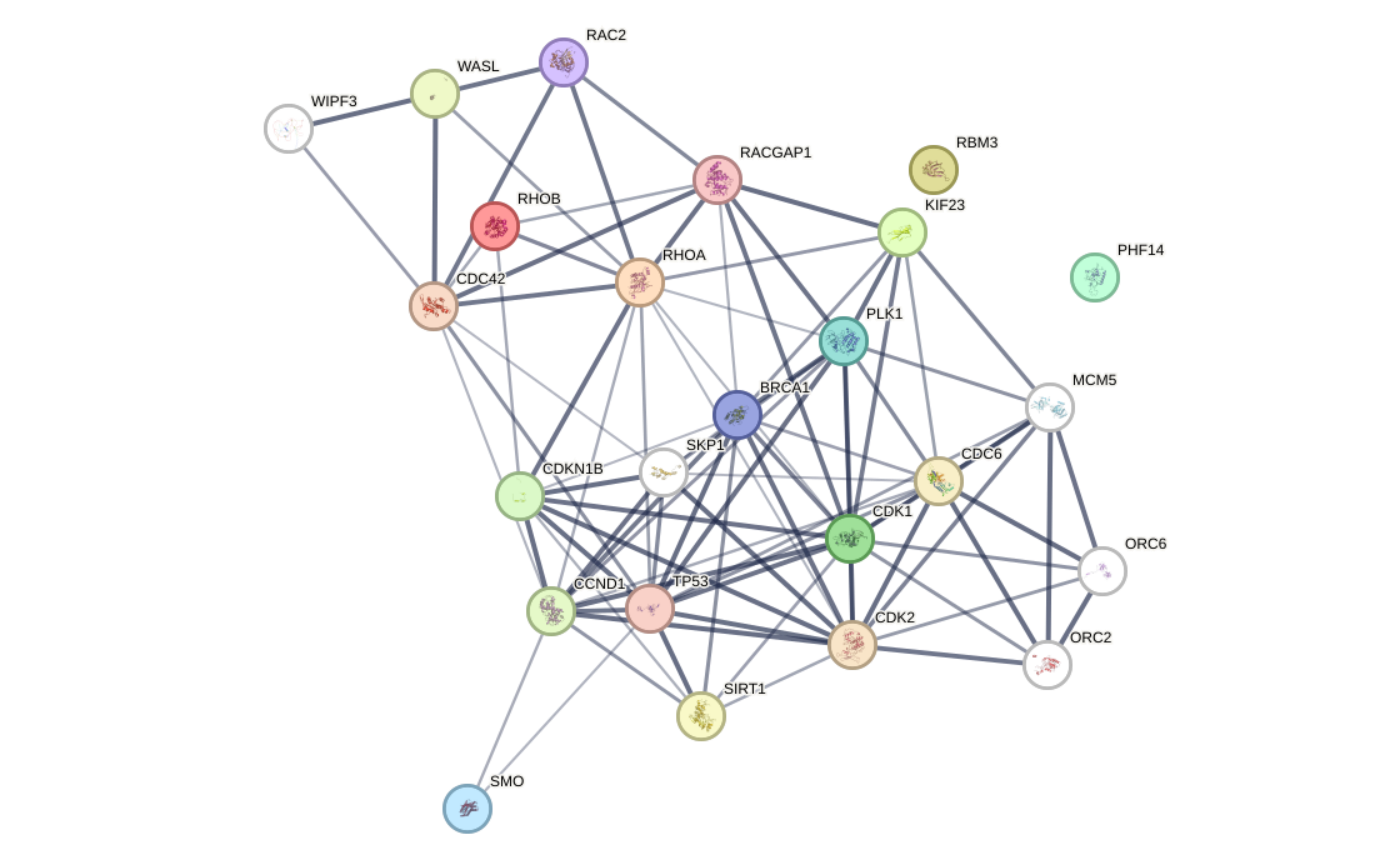 RAC2
WASL
WIPF3
RACGAP1
RBM3
RHOB
KIF23
RHOA
PHF14
CDC42
PLK1
MCM5
BRCA1
SKP1
CDC6
CDKN1B
CDK1
ORC6
CCND1
TP53
CDK2
ORC2
SIRT1
SMO